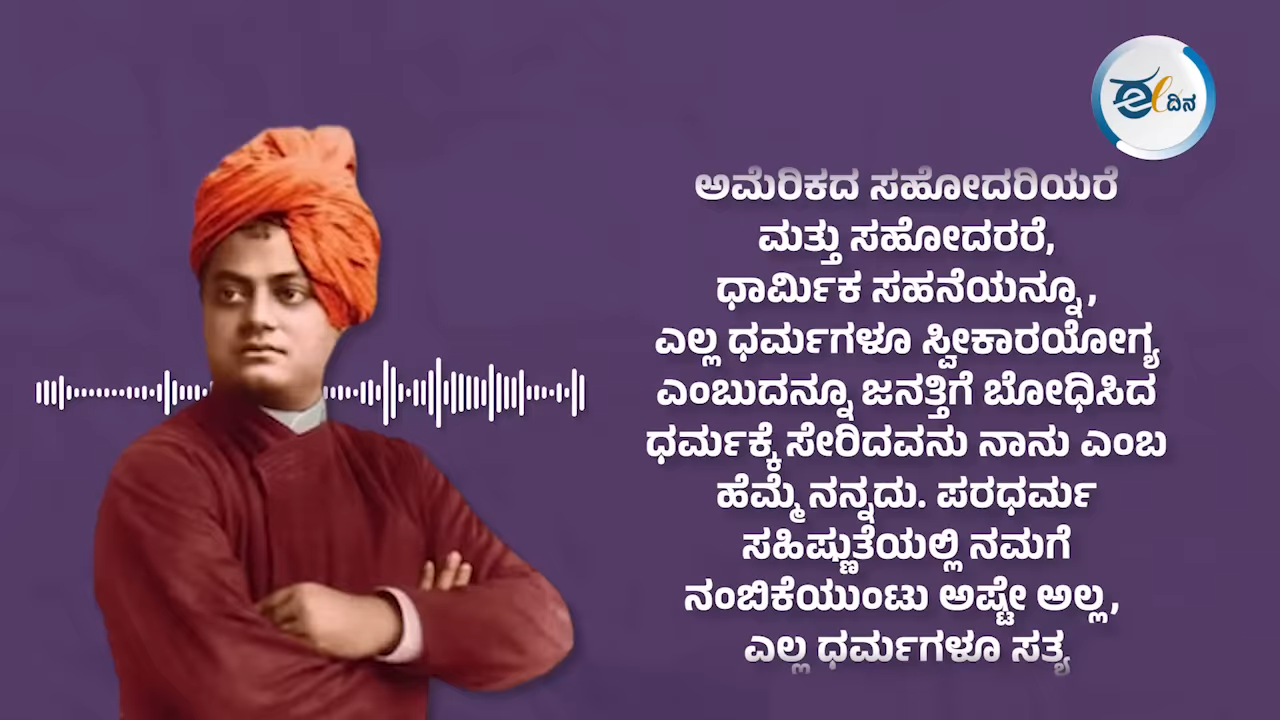 ದಿನ
ಅಮೆರಿಕದ ಸಹೋದರಿಯರೆ
ಮತ್ತು ಸಹೋದರರೆ,
ಧಾರ್ಮಿಕ ಸಹನೆಯನ್ನೂ,
ಎಲ್ಲ ಧರ್ಮಗಳೂ ಸ್ವೀಕಾರಯೋಗ್ಯ
ಎಂಬುದನ್ನೂ ಜನತ್ತಿಗೆ ಬೋಧಿಸಿದ
ಧರ್ಮಕ್ಕೆ ಸೇರಿದವನು ನಾನು ಎಂಬ
ಹೆಮ್ಮೆ ನನ್ನದು. ಪರಧರ್ಮ
ಸಹಿಷ್ಣುತೆಯಲ್ಲಿ ನಮಗೆ
ನಂಬಿಕೆಯುಂಟು ಅಷ್ಟೇ ಅಲ್ಲ,
ಎಲ್ಲ ಧರ್ಮಗಳೂ ಸತ್ಯ